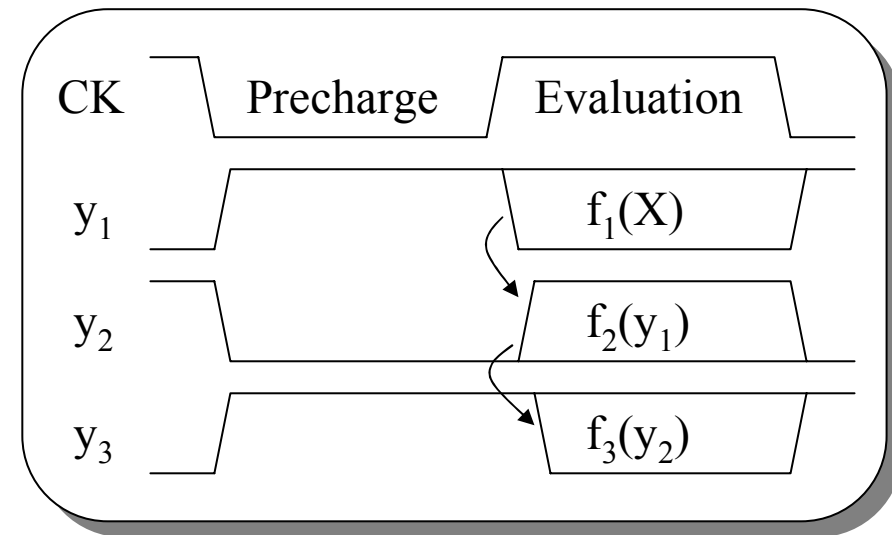 CK Precharge Evaluation
y₁ f₁(X)
y₂ f₂(y₁)
y₃ f₃(y₂)